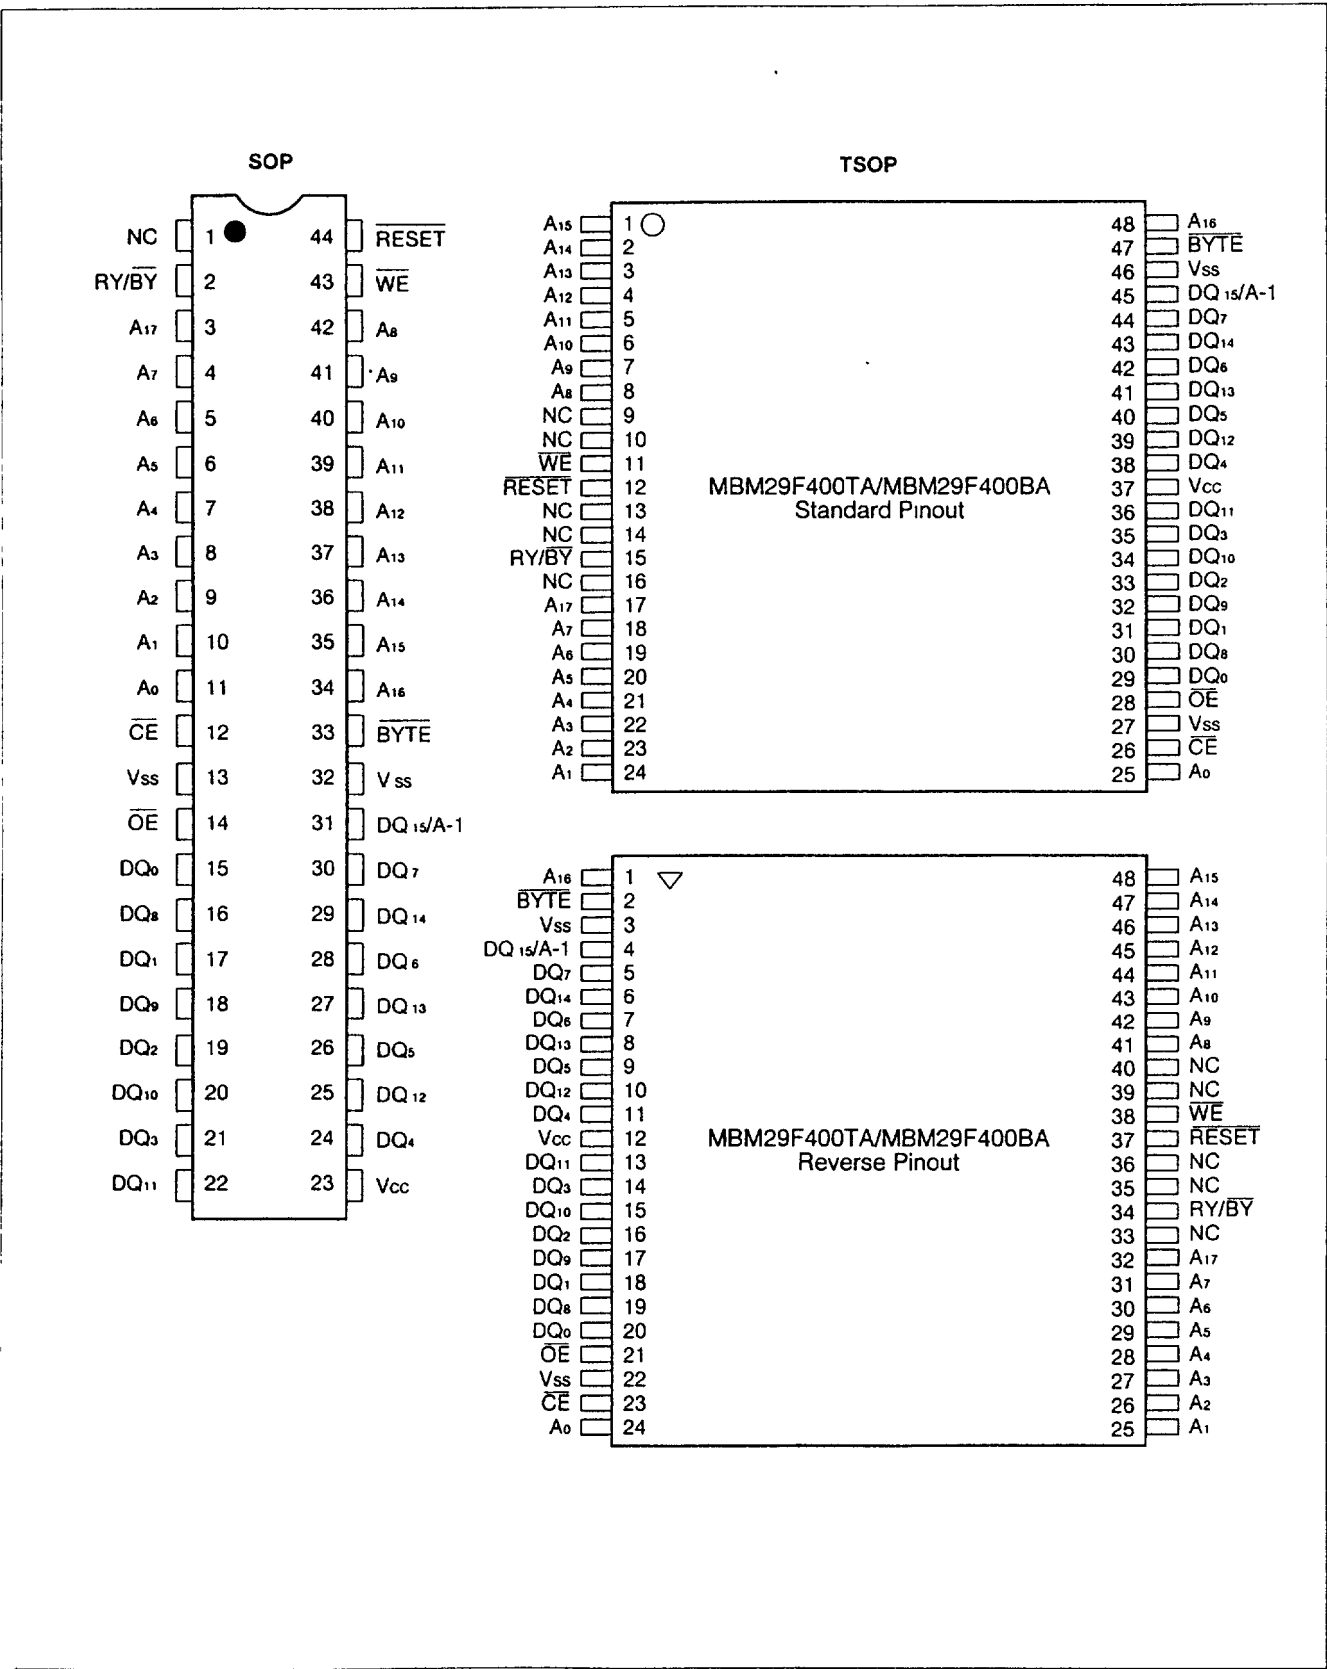 SOP
NC 1 44 RESET
RY/BY 2 43 WE
A17 3 42 A8
A7 4 41 A9
A6 5 40 A10
A5 6 39 A11
A4 7 38 A12
A3 8 37 A13
A2 9 36 A14
A1 10 35 A15
A0 11 34 A16
CE 12 33 BYTE
Vss 13 32 Vss
OE 14 31 DQ15/A-1
DQ0 15 30 DQ7
DQ8 16 29 DQ14
DQ1 17 28 DQ6
DQ9 18 27 DQ13
DQ2 19 26 DQ5
DQ10 20 25 DQ12
DQ3 21 24 DQ4
DQ11 22 23 Vcc
TSOP
A15 1 48 A16
A14 2 47 BYTE
A13 3 46 Vss
A12 4 45 DQ15/A-1
A11 5 44 DQ7
A10 6 43 DQ14
A9 7 42 DQ6
A8 8 41 DQ13
NC 9 40 DQ5
NC 10 39 DQ12
WE 11 38 DQ4
RESET 12 MBM29F400TA/MBM29F400BA 37 Vcc
NC 13 Standard Pinout 36 DQ11
NC 14 35 DQ3
RY/BY 15 34 DQ10
NC 16 33 DQ2
A17 17 32 DQ9
A7 18 31 DQ1
A6 19 30 DQ8
A5 20 29 DQ0
A4 21 28 OE
A3 22 27 Vss
A2 23 26 CE
A1 24 25 A0
A16 1 48 A15
BYTE 2 47 A14
Vss 3 46 A13
DQ15/A-1 4 45 A12
DQ7 5 44 A11
DQ14 6 43 A10
DQ6 7 42 A9
DQ13 8 41 A8
DQ5 9 40 NC
DQ12 10 39 NC
DQ4 11 38 WE
Vcc 12 MBM29F400TA/MBM29F400BA 37 RESET
DQ11 13 Reverse Pinout 36 NC
DQ3 14 35 NC
DQ10 15 34 RY/BY
DQ2 16 33 NC
DQ9 17 32 A17
DQ1 18 31 A7
DQ8 19 30 A6
DQ0 20 29 A5
OE 21 28 A4
Vss 22 27 A3
CE 23 26 A2
A0 24 25 A1